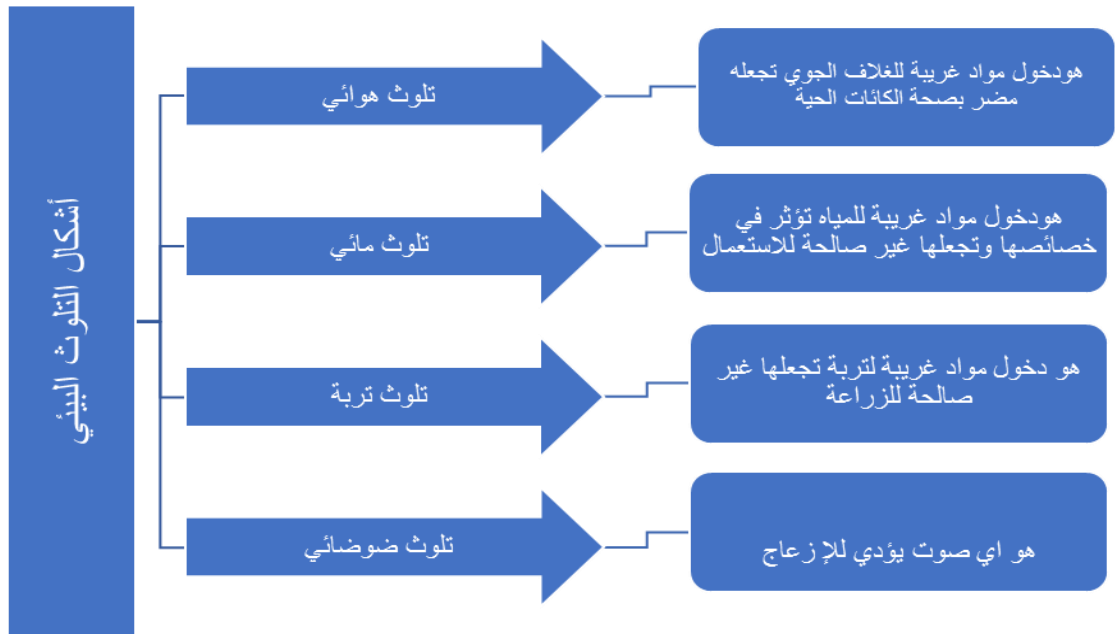 أشكال التلوث البيئي
تلوث هوائي
هودخول مواد غريبة للغلاف الجوي تجعله
مضر بصحة الكائات الحية
تلوث مائي
هودخول مواد غريبة للمياه تؤثر في
خصائصها وتجعلها غير صالحة للاستعمال
تلوث تربة
هو دخول مواد غريبة لتربة تجعلها غير
صالحة للزراعة
تلوث ضوضائي
هو اي صوت يؤدي للإزعاج